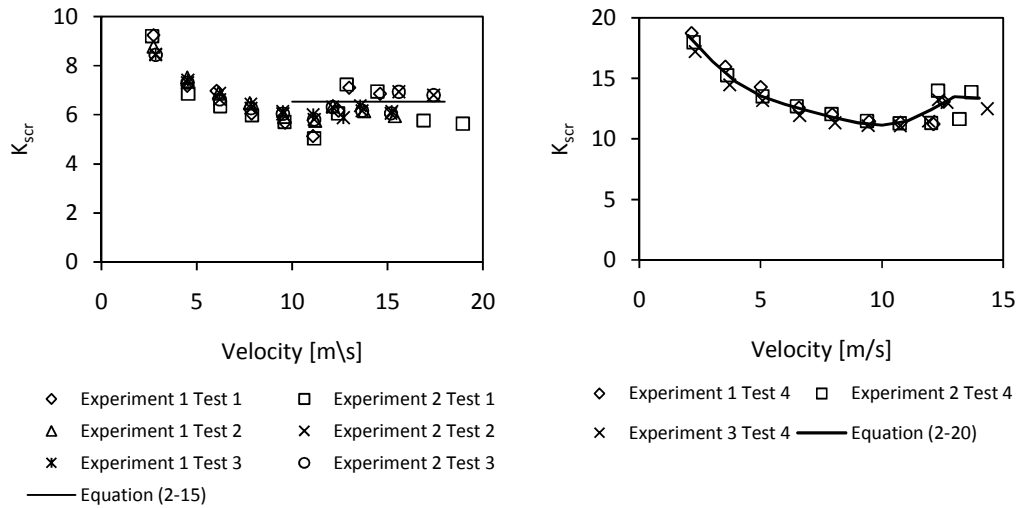 10
8
6
4
2
0
K_scr
0 5 10 15 20
Velocity [m\s]
Experiment 1 Test 1
Experiment 2 Test 1
Experiment 1 Test 2
Experiment 2 Test 2
Experiment 1 Test 3
Experiment 2 Test 3
Equation (2-15)
20
15
10
5
0
K_scr
0 5 10 15
Velocity [m/s]
Experiment 1 Test 4
Experiment 2 Test 4
Experiment 3 Test 4
Equation (2-20)